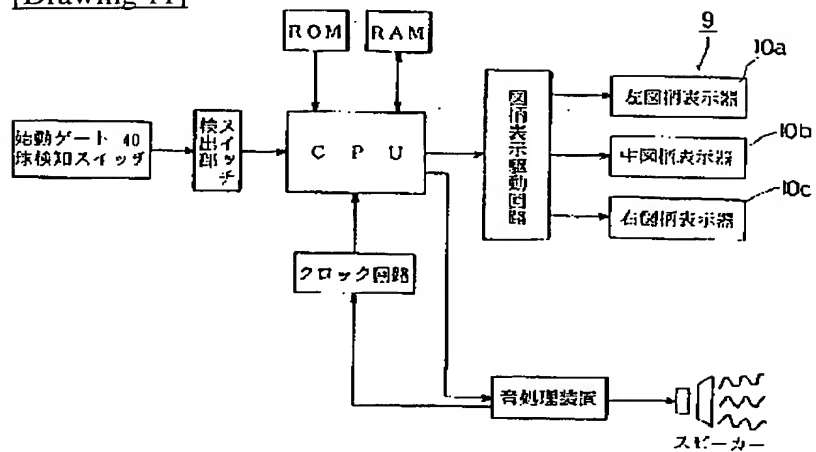 [Drawing 11]
ROM
RAM
9
10a
左図柄表示器
始動ゲート 40
球検知スイッチ
スイッチ
検出部
CPU
図柄表示駆動回路
10b
中図柄表示器
10c
右図柄表示器
クロック回路
音処理装置
スピーカー